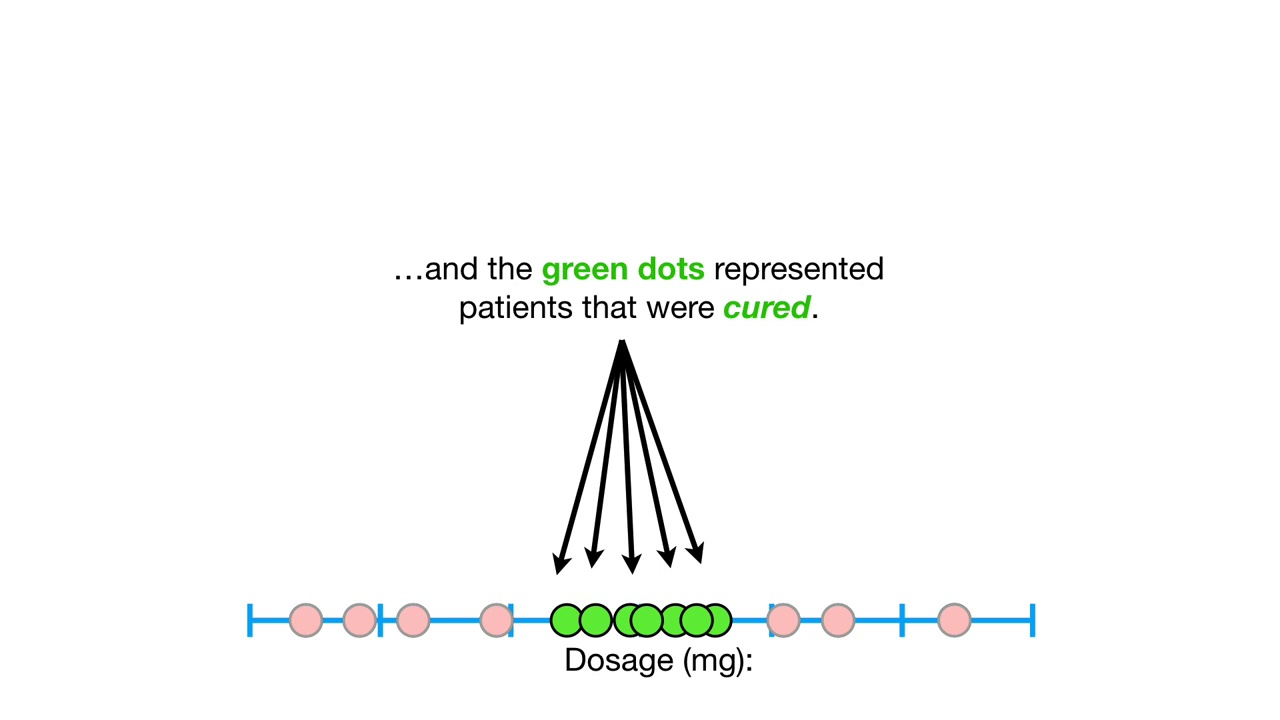 …and the green dots represented
patients that were cured.
Dosage (mg):